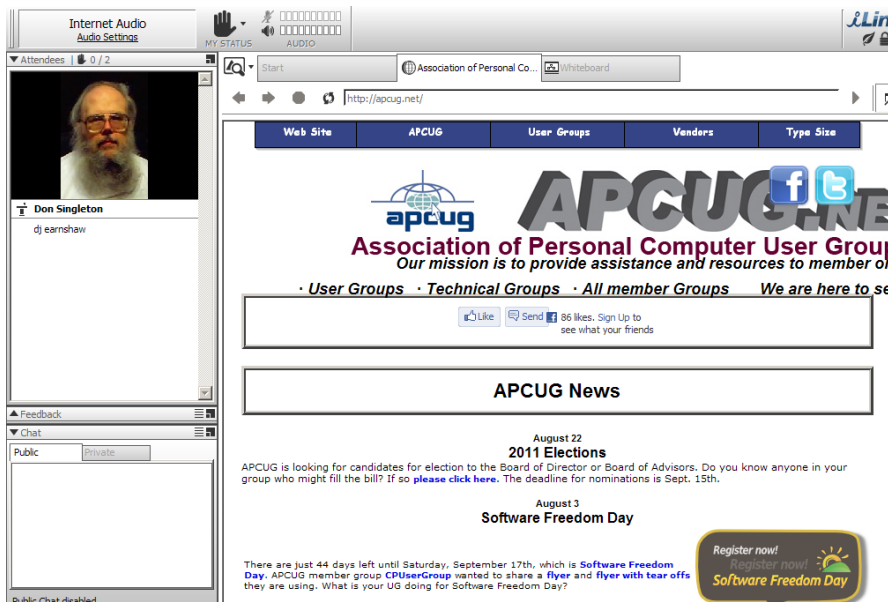 Internet Audio
Audio Settings
MY STATUS
AUDIO
iLin
Attendees | 0 / 2
Don Singleton
dj earnshaw
Feedback
Chat
Public
Private
Public Chat disabled
Start
Association of Personal Co...
Whiteboard
http://apcug.net/
Web Site APCUG User Groups Vendors Type Size
apcug
APCUG.NE
Association of Personal Computer User Group
Our mission is to provide assistance and resources to member or
· User Groups · Technical Groups · All member Groups We are here to se
Like Send 86 likes. Sign Up to
see what your friends
APCUG News
August 22
2011 Elections
APCUG is looking for candidates for election to the Board of Director or Board of Advisors. Do you know anyone in your
group who might fill the bill? If so please click here. The deadline for nominations is Sept. 15th.
August 3
Software Freedom Day
There are just 44 days left until Saturday, September 17th, which is Software Freedom
Day. APCUG member group CPUserGroup wanted to share a flyer and flyer with tear offs
they are using. What is your UG doing for Software Freedom Day?
Register now!
Register now!
Software Freedom Day